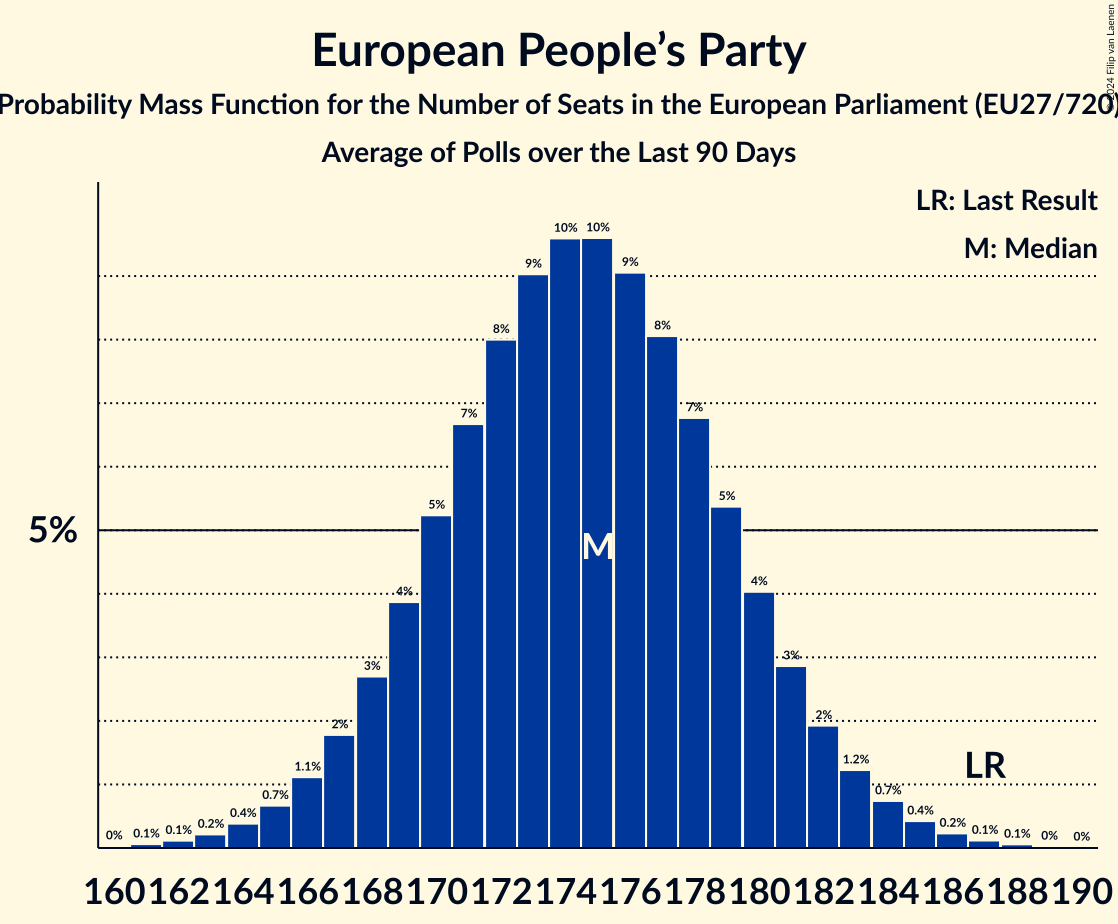 European People’s Party
Probability Mass Function for the Number of Seats in the European Parliament (EU27/720)
Average of Polls over the Last 90 Days
© 2024 Filip van Laenen
LR: Last Result
M: Median
5%
0% 0.1% 0.1% 0.2% 0.4% 0.7% 1.1% 2% 3% 4% 5% 7% 8% 9% 10% 10% 9% 8% 7% 5% 4% 3% 2% 1.2% 0.7% 0.4% 0.2% 0.1% 0.1% 0% 0%
M
LR
160 162 164 166 168 170 172 174 176 178 180 182 184 186 188 190